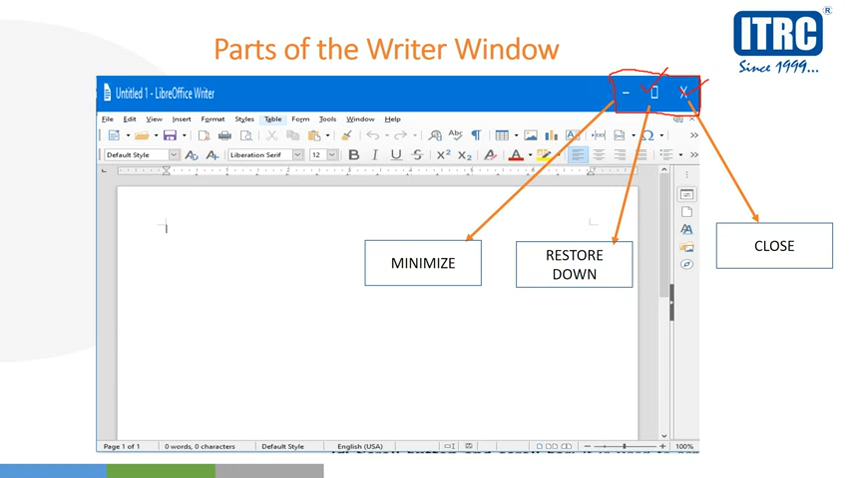 ITRC
®
Since 1999...
Parts of the Writer Window
Untitled 1 - LibreOffice Writer
File Edit View Insert Format Styles Table Form Tools Window Help
Default Style Liberation Serif 12
MINIMIZE
RESTORE
DOWN
CLOSE
Page 1 of 1 0 words, 0 characters Default Style English (USA) 100%